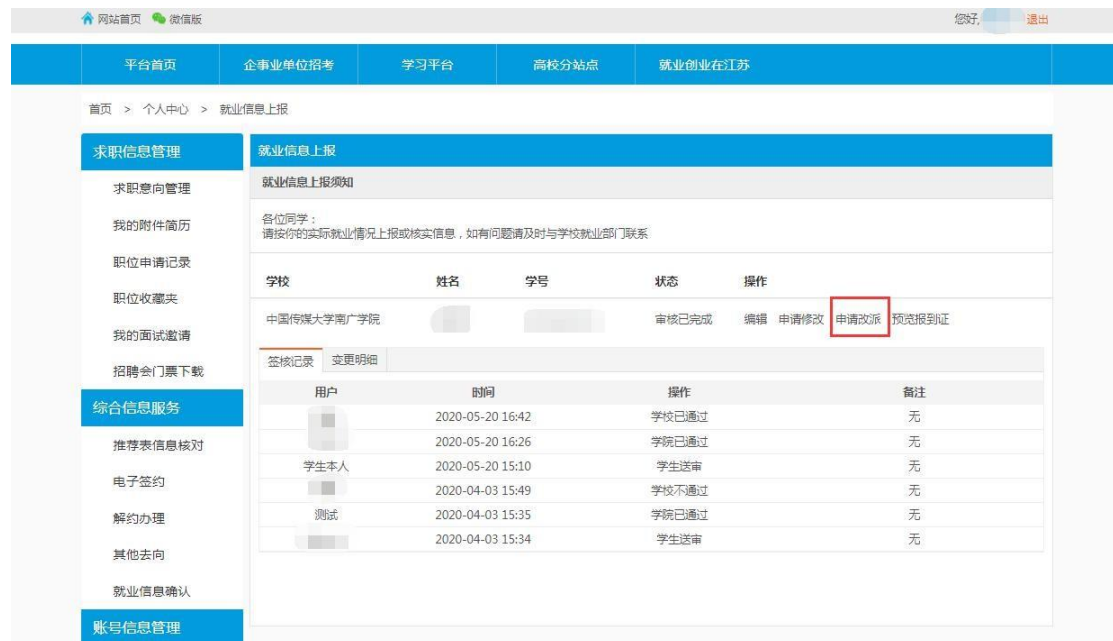 网站首页 微信版 您好, 退出
平台首页 企事业单位招考 学习平台 高校分站点 就业创业在江苏
首页 > 个人中心 > 就业信息上报
求职信息管理
求职意向管理
我的附件简历
职位申请记录
职位收藏夹
我的面试邀请
招聘会门票下载
综合信息服务
推荐表信息核对
电子签约
解约办理
其他去向
就业信息确认
账号信息管理
就业信息上报
就业信息上报须知
各位同学：
请按你的实际就业情况上报或核实信息，如有问题请及时与学校就业部门联系
学校 姓名 学号 状态 操作
中国传媒大学南广学院 审核已完成 编辑 申请修改 申请改派 预览报到证
签核记录 变更明细
用户 时间 操作 备注
2020-05-20 16:42 学校已通过 无
2020-05-20 16:26 学院已通过 无
学生本人 2020-05-20 15:10 学生送审 无
2020-04-03 15:49 学校不通过 无
测试 2020-04-03 15:35 学院已通过 无
2020-04-03 15:34 学生送审 无